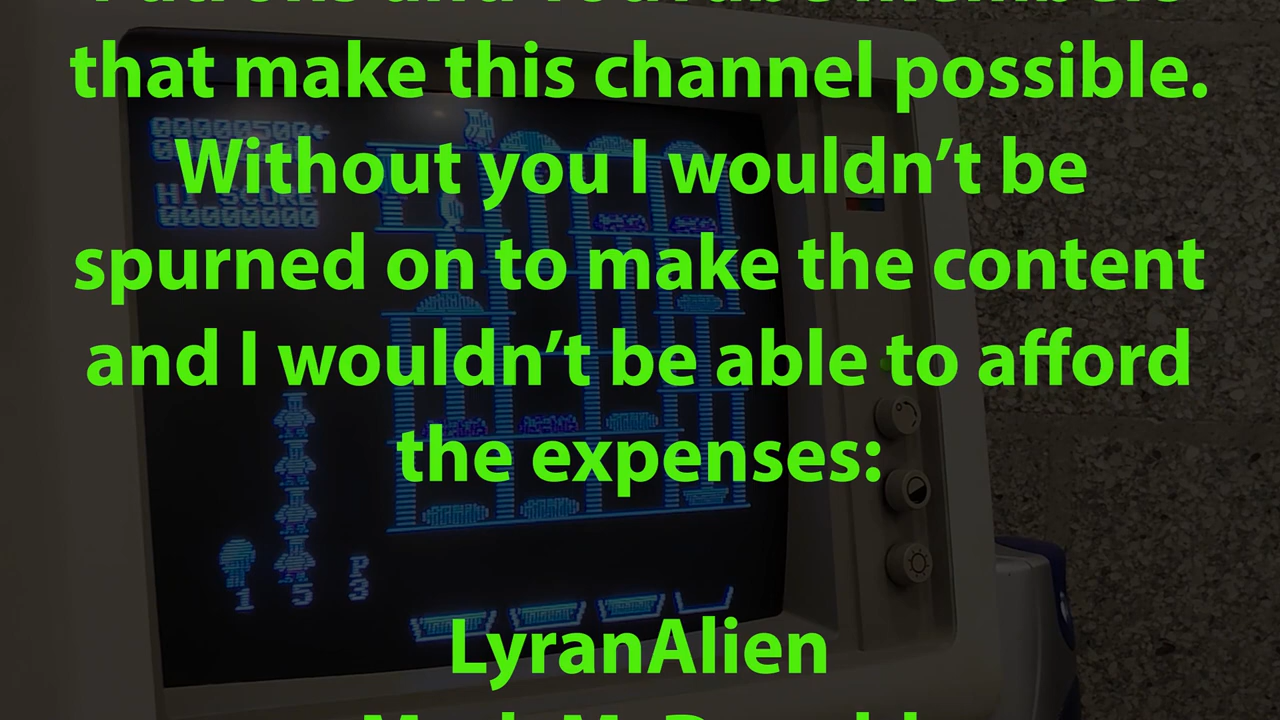 that make this channel possible.
Without you I wouldn't be
spurned on to make the content
and I wouldn't be able to afford
the expenses:
LyranAlien
00000500
HI SCORE
00000000
1 5 P
3